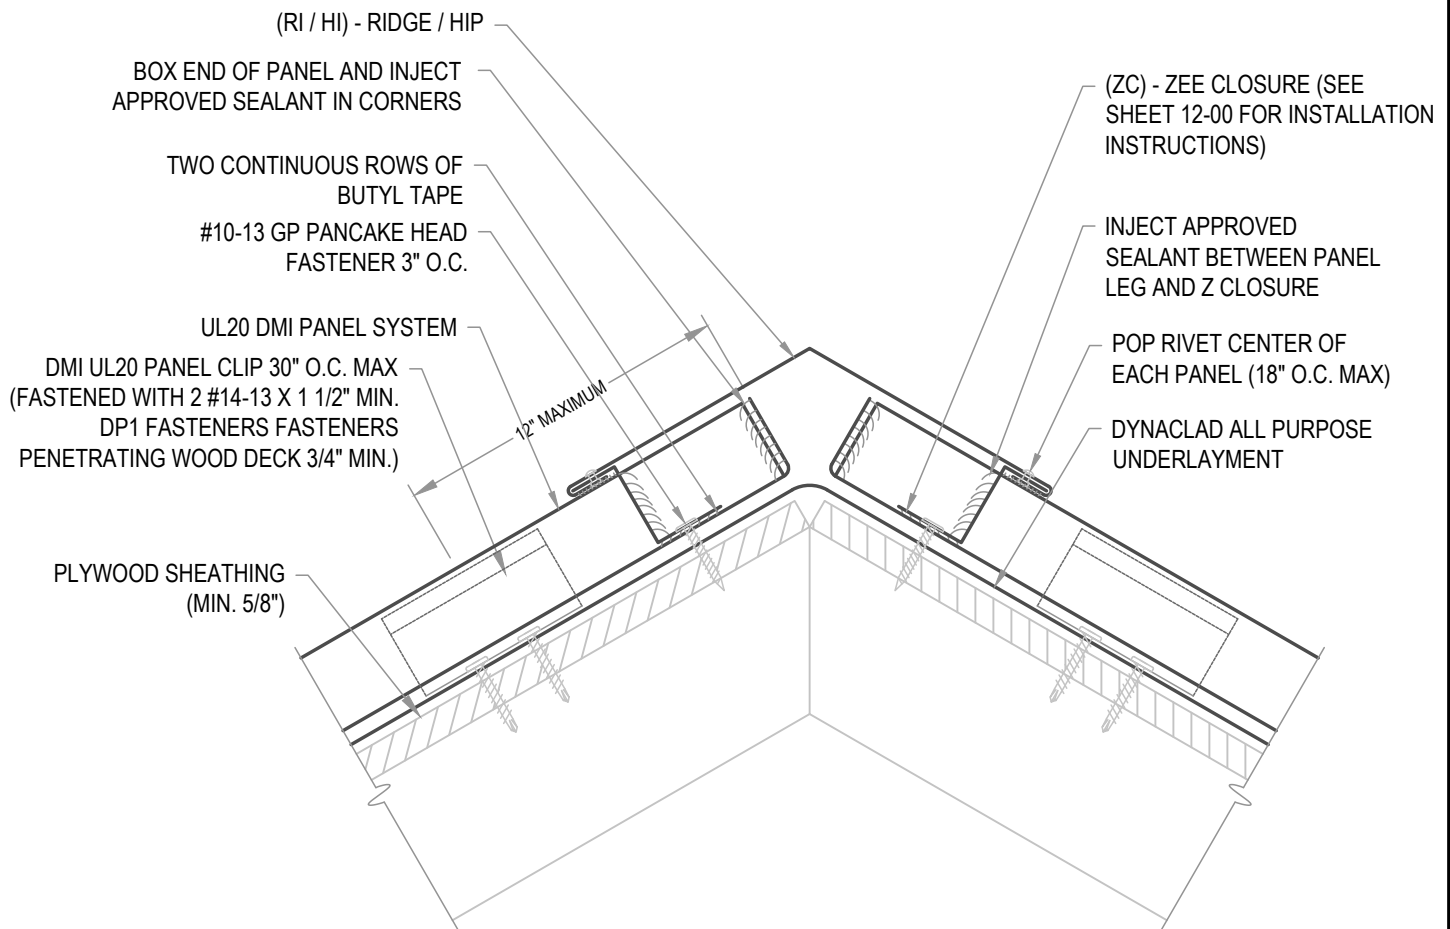 (RI / HI) - RIDGE / HIP
BOX END OF PANEL AND INJECT
APPROVED SEALANT IN CORNERS
TWO CONTINUOUS ROWS OF
BUTYL TAPE
#10-13 GP PANCAKE HEAD
FASTENER 3" O.C.
UL20 DMI PANEL SYSTEM
DMI UL20 PANEL CLIP 30" O.C. MAX
(FASTENED WITH 2 #14-13 X 1 1/2" MIN.
DP1 FASTENERS FASTENERS
PENETRATING WOOD DECK 3/4" MIN.)
12" MAXIMUM
PLYWOOD SHEATHING
(MIN. 5/8")
(ZC) - ZEE CLOSURE (SEE
SHEET 12-00 FOR INSTALLATION
INSTRUCTIONS)
INJECT APPROVED
SEALANT BETWEEN PANEL
LEG AND Z CLOSURE
POP RIVET CENTER OF
EACH PANEL (18" O.C. MAX)
DYNACLAD ALL PURPOSE
UNDERLAYMENT